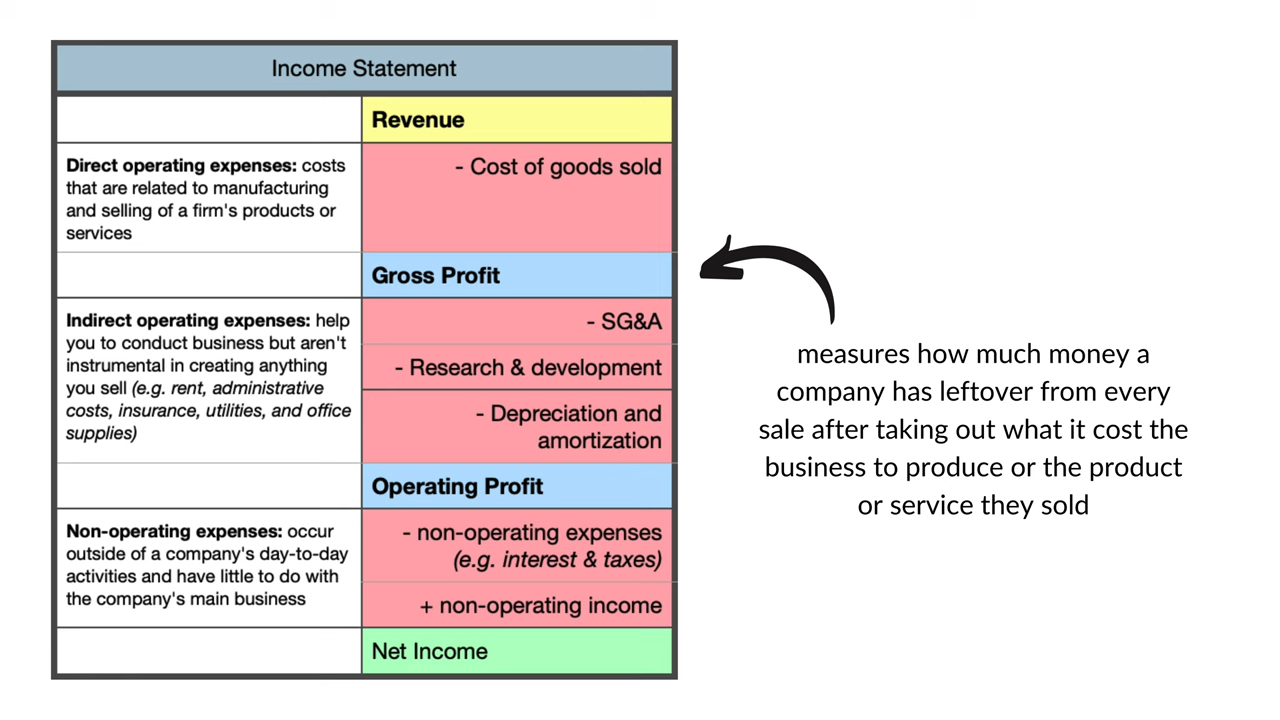 Income Statement
Revenue
Direct operating expenses: costs
that are related to manufacturing
and selling of a firm's products or
services
- Cost of goods sold
Gross Profit
Indirect operating expenses: help
you to conduct business but aren't
instrumental in creating anything
you sell (e.g. rent, administrative
costs, insurance, utilities, and office
supplies)
- SG&A
- Research & development
- Depreciation and
amortization
Operating Profit
Non-operating expenses: occur
outside of a company's day-to-day
activities and have little to do with
the company's main business
- non-operating expenses
(e.g. interest & taxes)
+ non-operating income
Net Income
measures how much money a
company has leftover from every
sale after taking out what it cost the
business to produce or the product
or service they sold